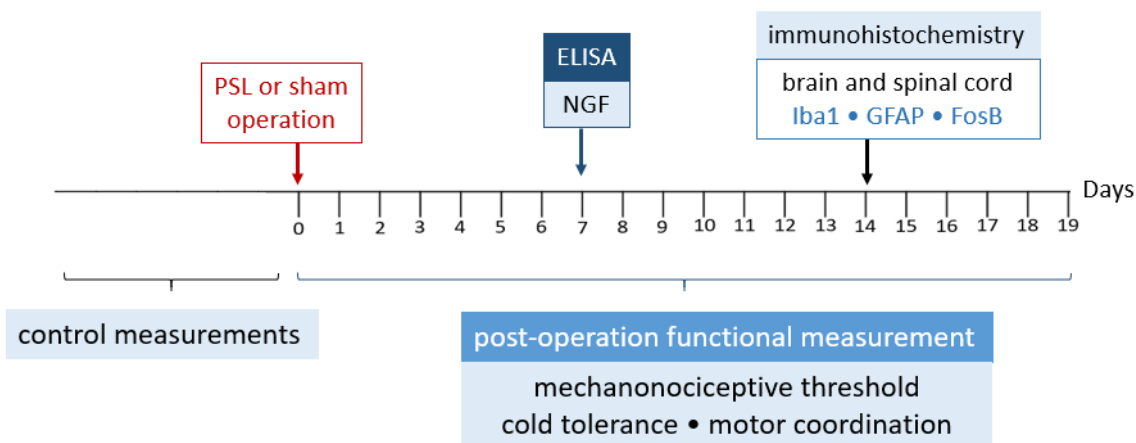 immunohistochemistry
ELISA
PSL or sham
operation
brain and spinal cord
NGF
Iba1 • GFAP • FosB
Days
0 1 2 3 4 5 6 7 8 9 10 11 12 13 14 15 16 17 18 19
control measurements
post-operation functional measurement
mechanonociceptive threshold
cold tolerance • motor coordination